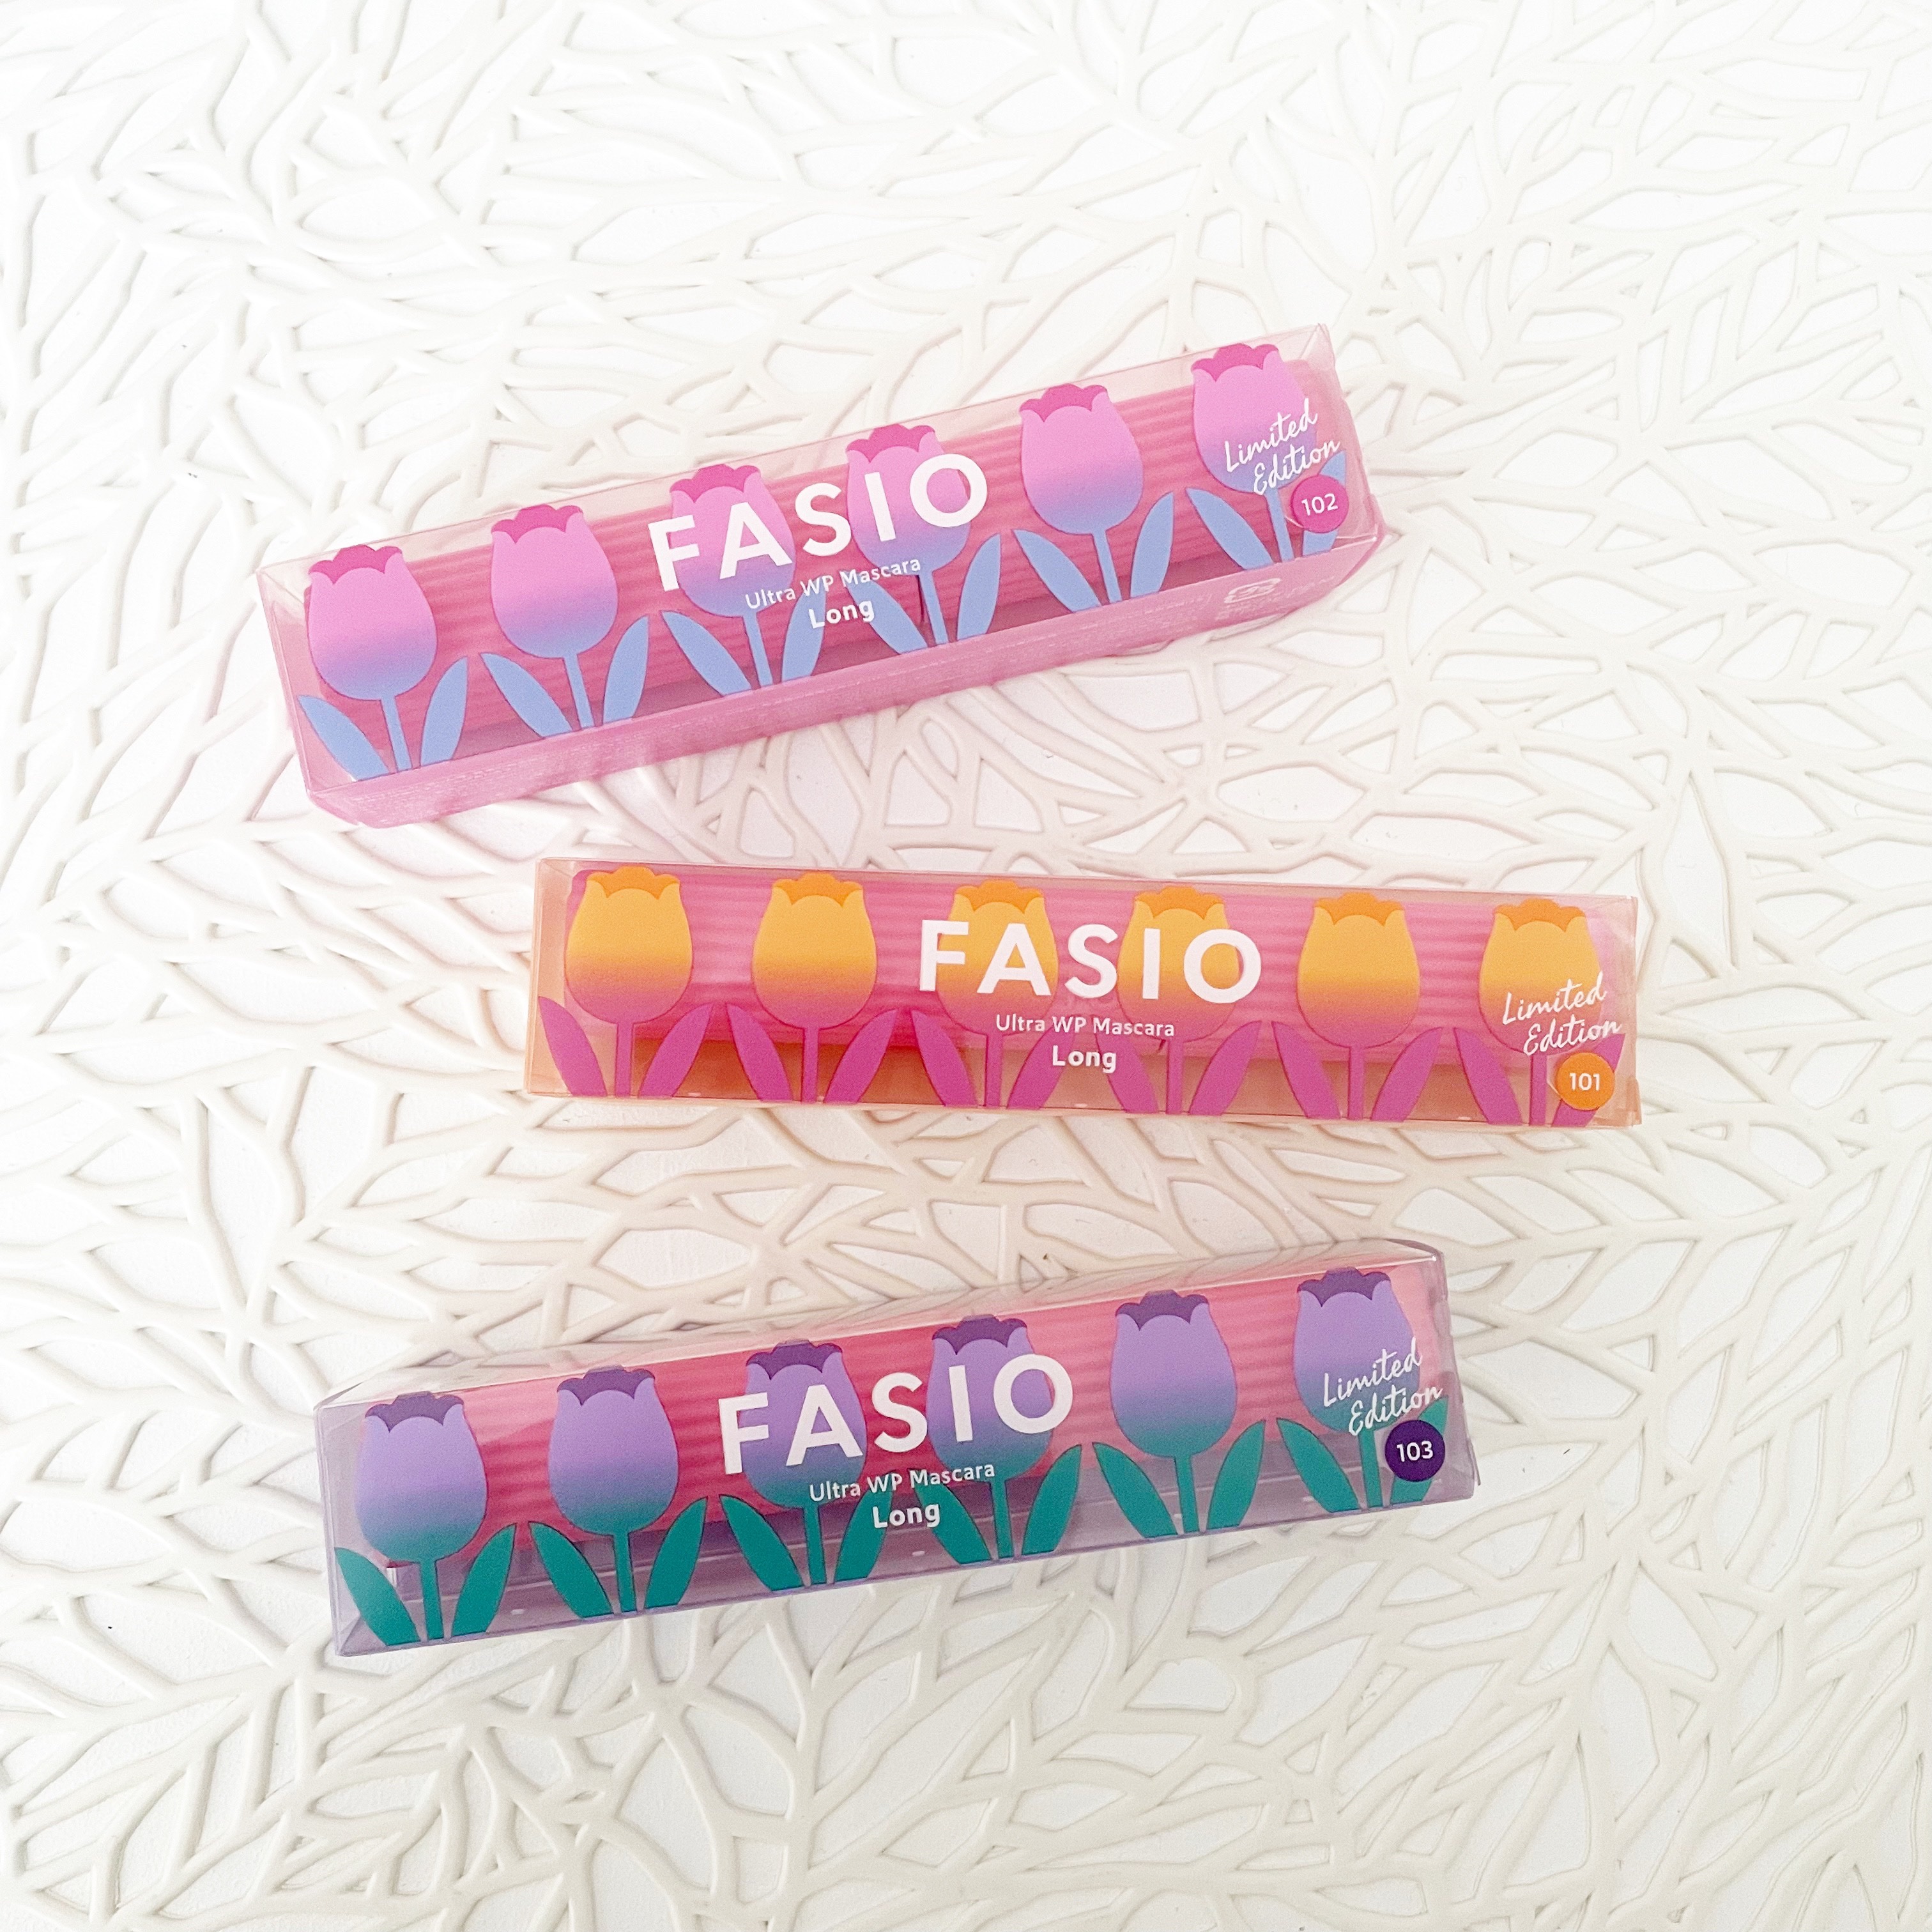 FASIO
Ultra WP Mascara
Long
Limited
Edition
102
FASIO
Ultra WP Mascara
Long
Limited
Edition
101
FASIO
Ultra WP Mascara
Long
Limited
Edition
103